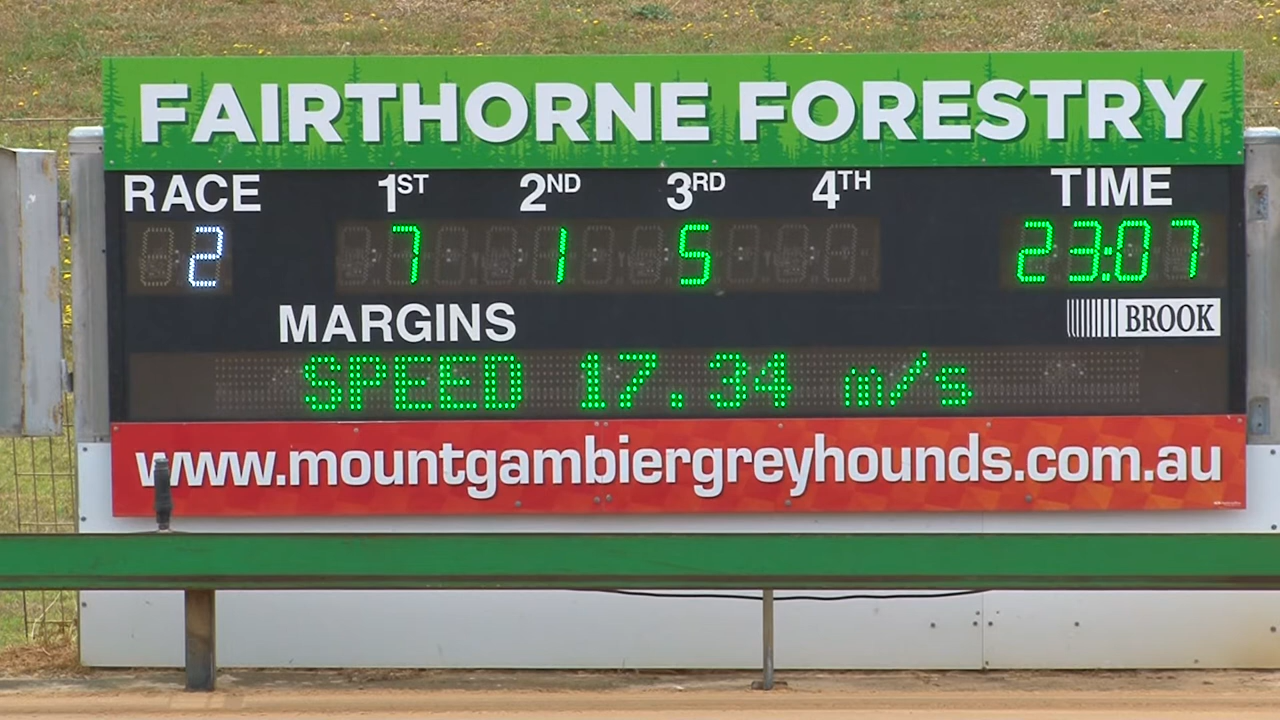 FAIRTHORNE FORESTRY
RACE 1ST 2ND 3RD 4TH TIME
2 7 1 5 23:07
MARGINS BROOK
SPEED 17.34 m/s
www.mountgambiergreyhounds.com.au